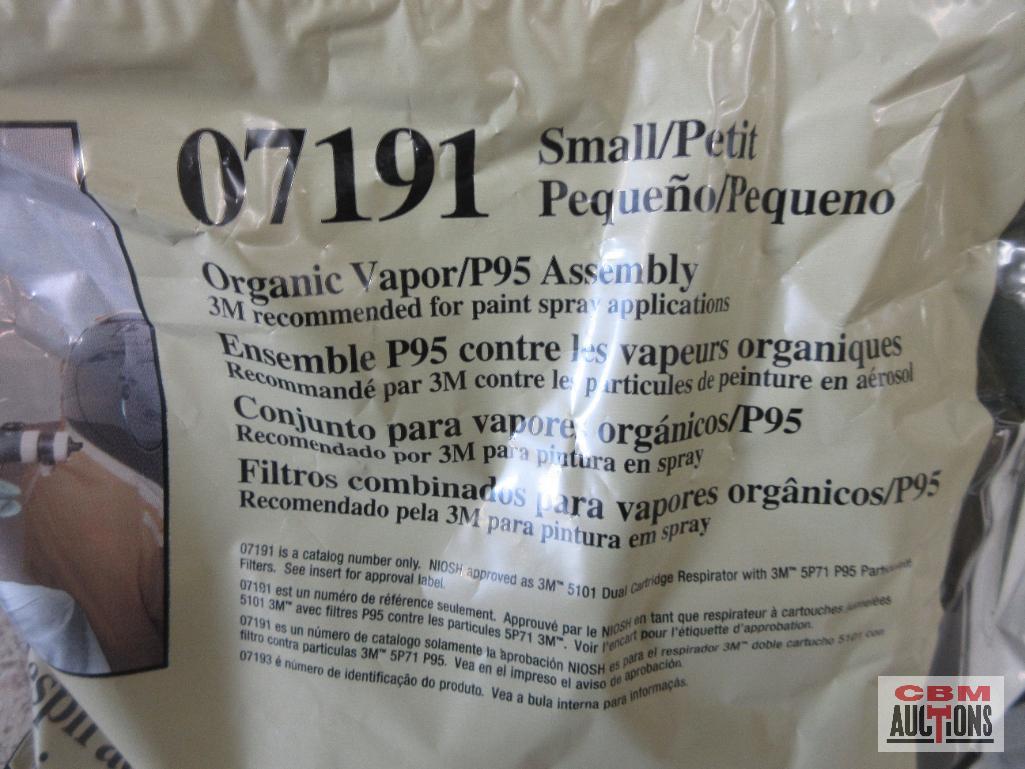 07191
Small/Petit
Pequeño/Pequeno
Organic Vapor/P95 Assembly
3M recommended for paint spray applications
Ensemble P95 contre les vapeurs organiques
Recommandé par 3M contre les particules de peinture en aérosol
Conjunto para vapores orgánicos/P95
Recomendado por 3M para pintura en spray
Filtros combinados para vapores orgânicos/P95
Recomendado pela 3M para pintura em spray
07191 is a catalog number only. NIOSH approved as 3M™ 5101 Dual Cartridge Respirator with 3M™ 5P71 P95 Particulate
Filters. See insert for approval label.
07191 est un numéro de référence seulement. Approuvé par le NIOSH en tant que respirateur à cartouches jumelées
5101 3M™ avec filtres P95 contre les particules 5P71 3M™. Voir l'encart pour l'étiquette d'approbation.
07191 es un número de catalogo solamente la aprobación NIOSH es para el respirador 3M™ doble cartucho 5101 con
filtro contra particulas 3M™ 5P71 P95. Vea en el impreso el aviso de aprobación.
07193 é número de identificação do produto. Vea a bula interna para informaçãs.
CBM
AUCTIONS